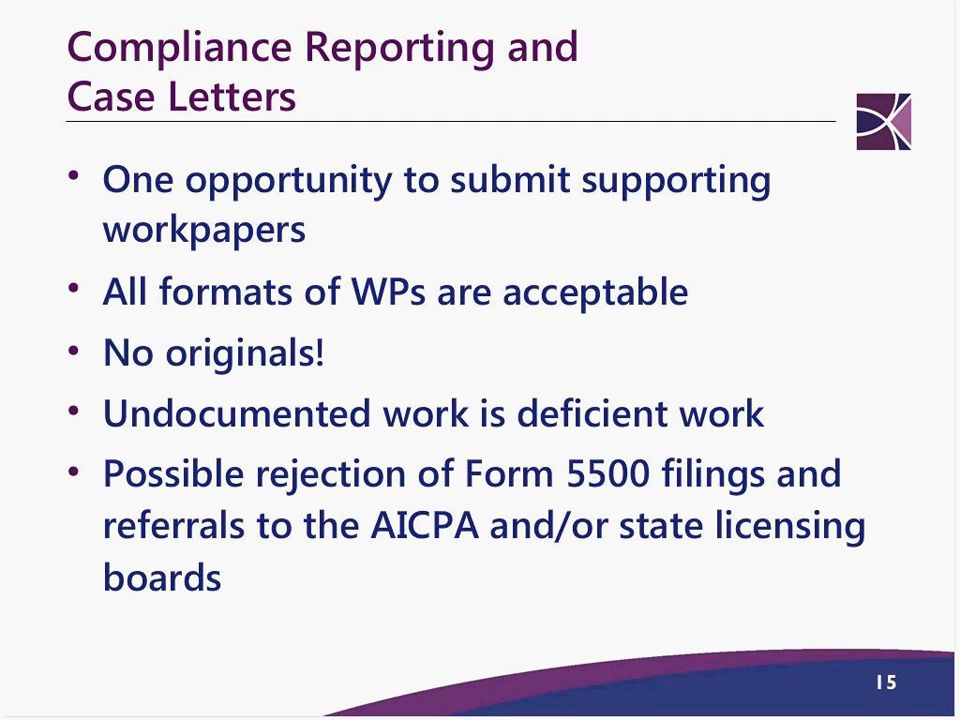 Compliance Reporting and
Case Letters
• One opportunity to submit supporting
workpapers
• All formats of WPs are acceptable
• No originals!
• Undocumented work is deficient work
• Possible rejection of Form 5500 filings and
referrals to the AICPA and/or state licensing
boards
15